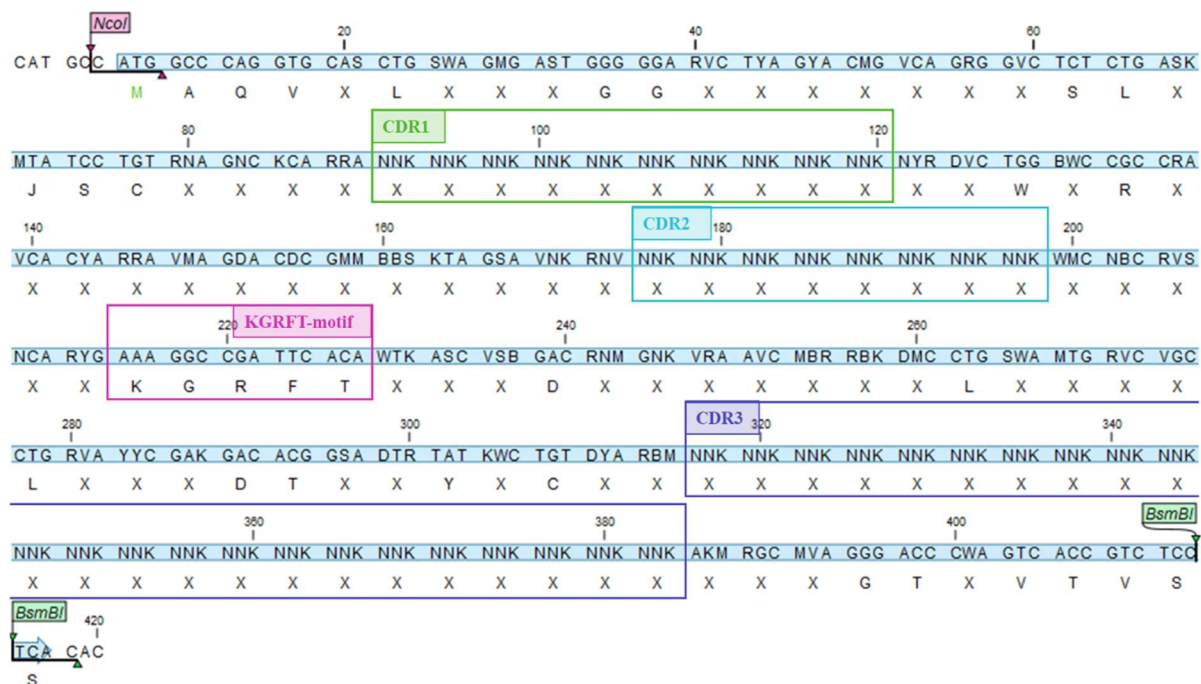 NcoI
20 40 60
CAT GCC ATG GCC CAG GTG CAS CTG SWA GMG AST GGG GGA RVC TYA GYA CMG VCA GRG GVC TCT CTG ASK
M A Q V X L X X X G G X X X X X X X S L X
CDR1
80 100 120
MTA TCC TGT RNA GNC KCA RRA NNK NNK NNK NNK NNK NNK NNK NNK NNK NNK NYR DVC TGG BWC CGC CRA
J S C X X X X X X X X X X X X X X X X X W X R X
CDR2
140 160 180 200
VCA CYA RRA VMA GDA CDC GMM BBS KTA GSA VNK RNV NNK NNK NNK NNK NNK NNK NNK NNK WMC NBC RVS
X X X X X X X X X X X X X X X X X X X X X X X
KGRFT-motif
220 240 260
NCA RYG AAA GGC CGA TTC ACA WTK ASC VSB GAC RNM GNK VRA AVC MBR RBK DMC CTG SWA MTG RVC VGC
X X K G R F T X X X D X X X X X X X L X X X X
CDR3
280 300 320 340
CTG RVA YYC GAK GAC ACG GSA DTR TAT KWC TGT DYA RBM NNK NNK NNK NNK NNK NNK NNK NNK NNK NNK
L X X X D T X X Y X C X X X X X X X X X X X X
360 380 400
BsmBI
NNK NNK NNK NNK NNK NNK NNK NNK NNK NNK NNK NNK NNK AKM RGC MVA GGG ACC CWA GTC ACC GTC TCC
X X X X X X X X X X X X X X X X G T X V T V S
BsmBI
420
TCA CAC
S